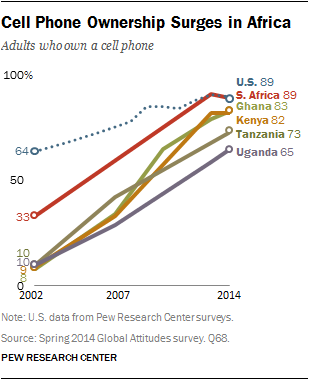 Cell Phone Ownership Surges in Africa
Adults who own a cell phone
100%
U.S. 89
S. Africa 89
Ghana 83
Kenya 82
Tanzania 73
Uganda 65
64
50
33
10
10
9
8
0
2002 2007 2014
Note: U.S. data from Pew Research Center surveys.
Source: Spring 2014 Global Attitudes survey. Q68.
PEW RESEARCH CENTER